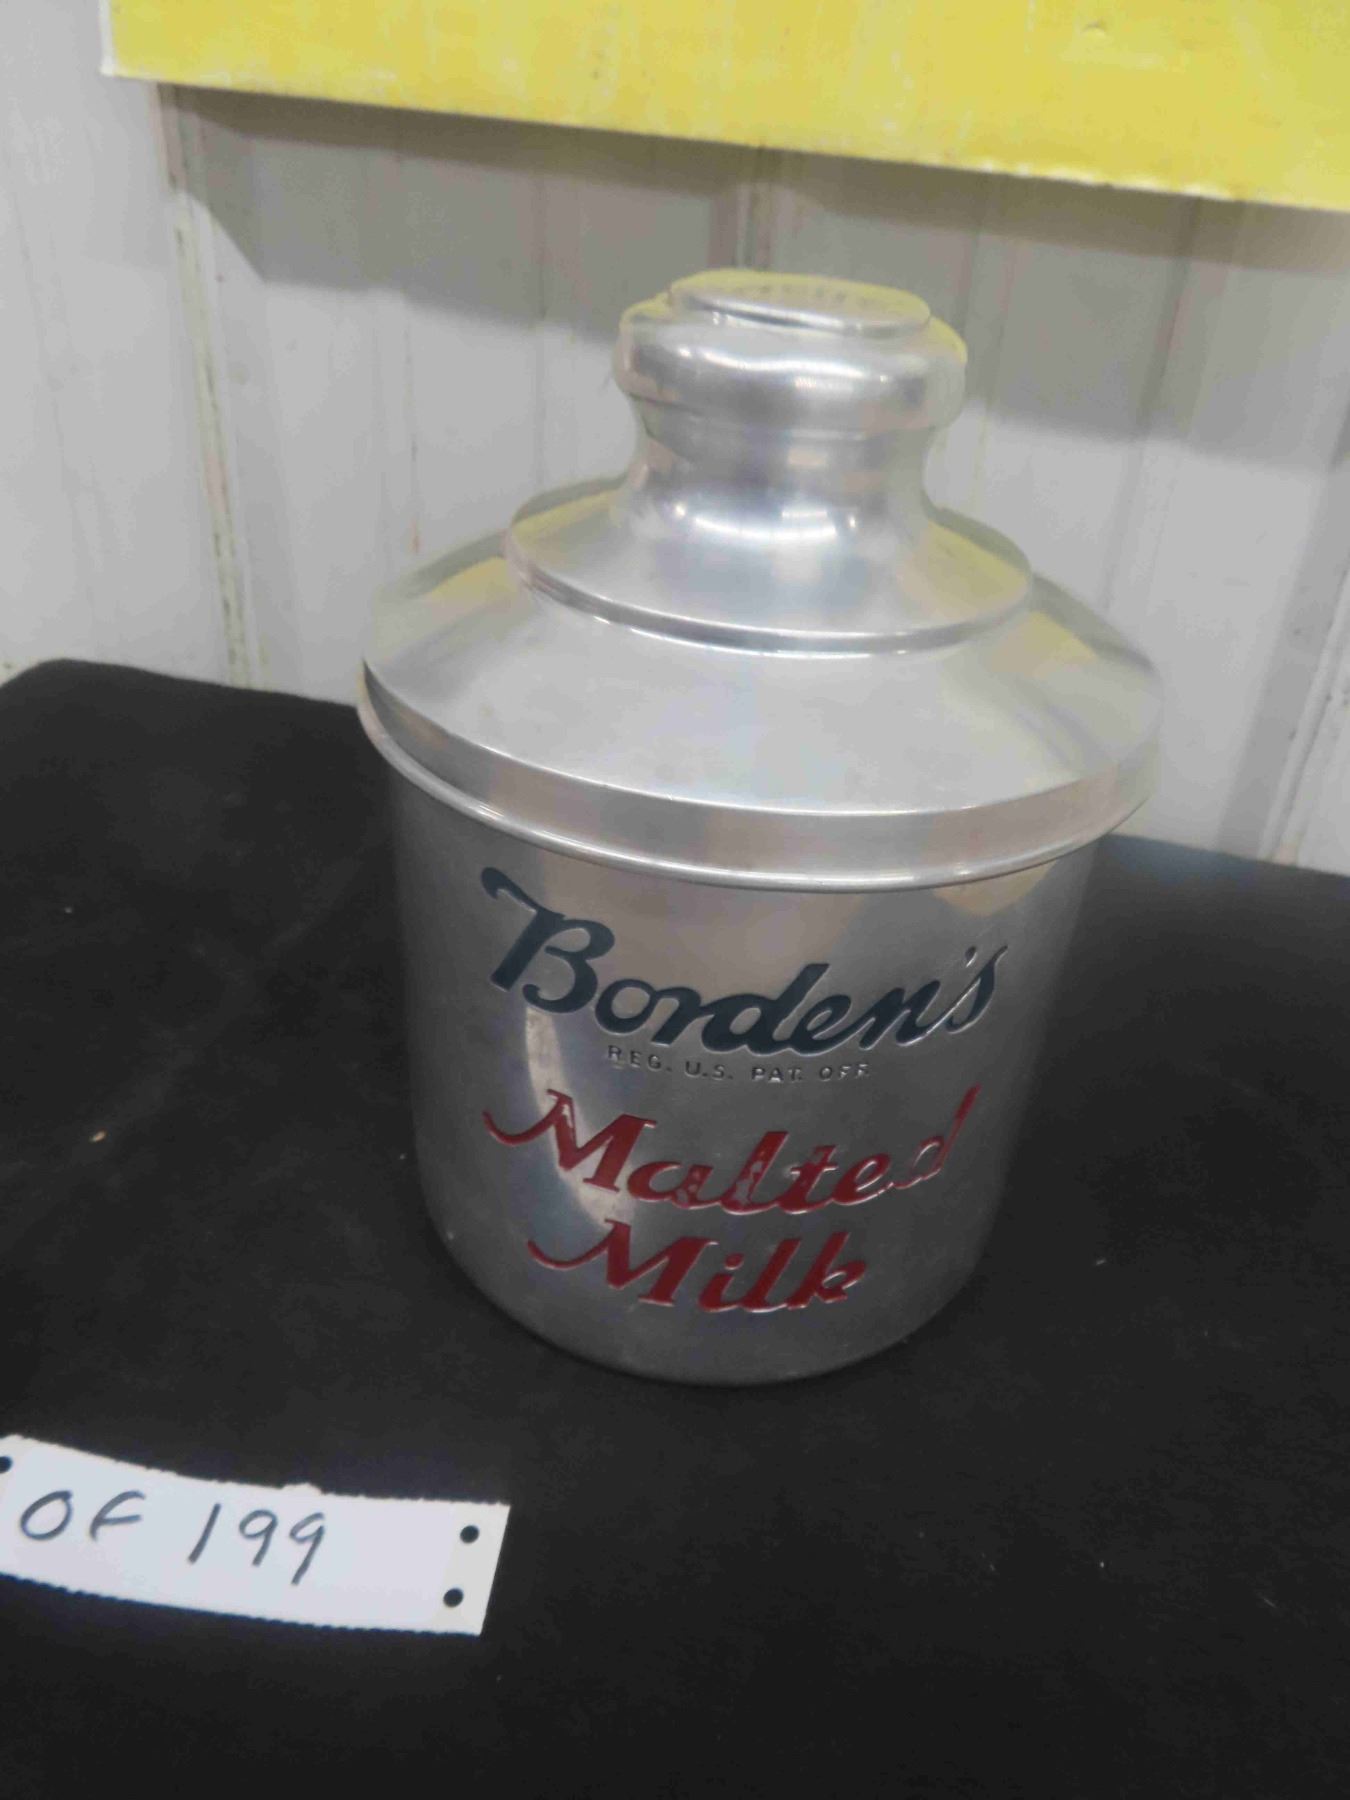 Borden's
REG. U.S. PAT. OFF.
Malted
Milk
OF 199